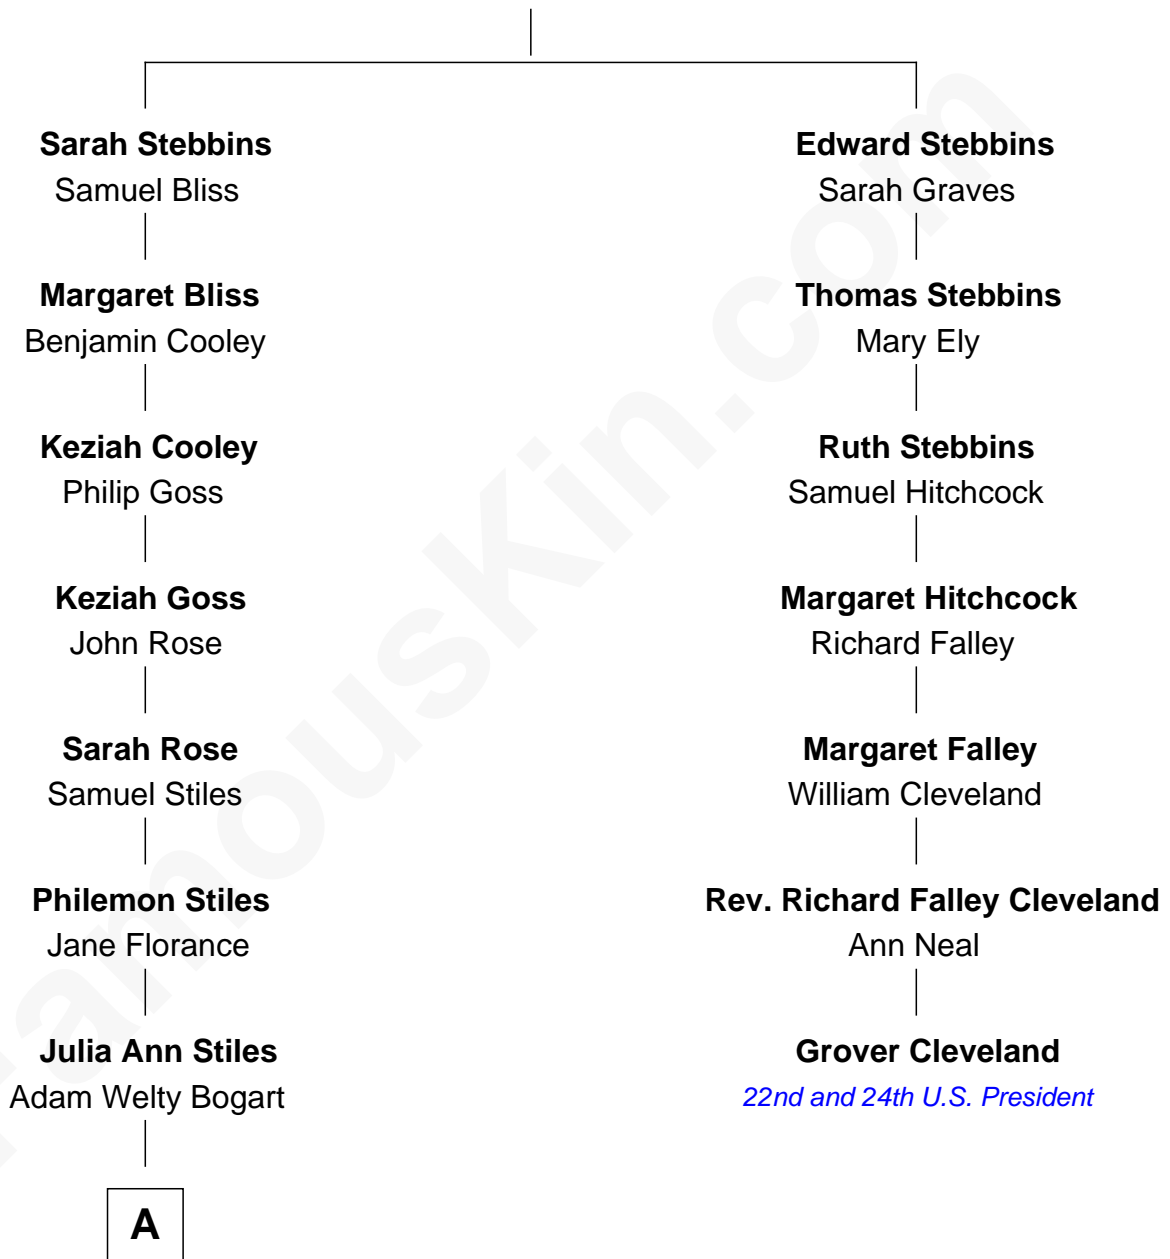 Sarah Stebbins
Samuel Bliss
Margaret Bliss
Benjamin Cooley
Keziah Cooley
Philip Goss
Keziah Goss
John Rose
Sarah Rose
Samuel Stiles
Philemon Stiles
Jane Florance
Julia Ann Stiles
Adam Welty Bogart
A
Edward Stebbins
Sarah Graves
Thomas Stebbins
Mary Ely
Ruth Stebbins
Samuel Hitchcock
Margaret Hitchcock
Richard Falley
Margaret Falley
William Cleveland
Rev. Richard Falley Cleveland
Ann Neal
Grover Cleveland
22nd and 24th U.S. President
FamousKin.com